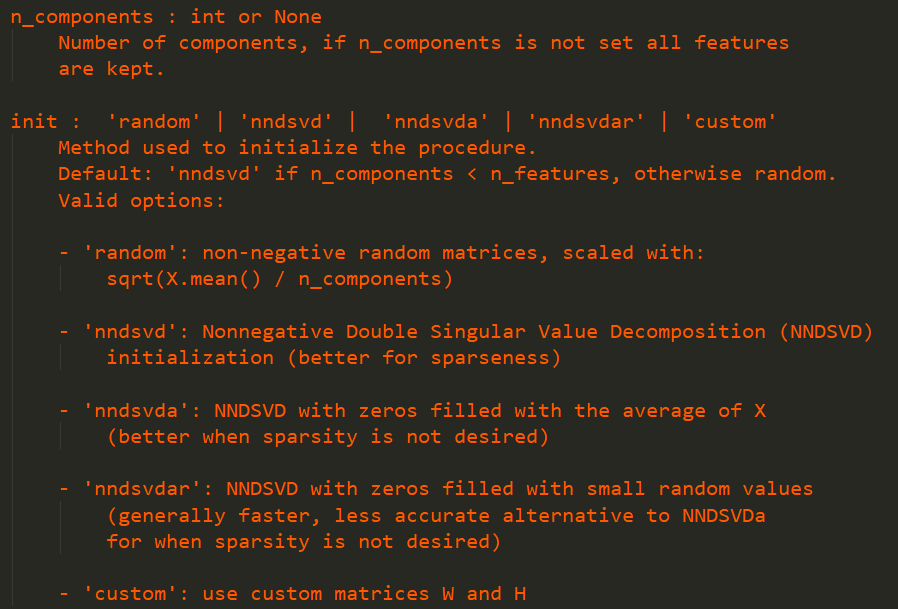 n_components : int or None
    Number of components, if n_components is not set all features
    are kept.

init :  'random' | 'nndsvd' |  'nndsvda' | 'nndsvdar' | 'custom'
    Method used to initialize the procedure.
    Default: 'nndsvd' if n_components < n_features, otherwise random.
    Valid options:

    - 'random': non-negative random matrices, scaled with:
        sqrt(X.mean() / n_components)

    - 'nndsvd': Nonnegative Double Singular Value Decomposition (NNDSVD)
        initialization (better for sparseness)

    - 'nndsvda': NNDSVD with zeros filled with the average of X
        (better when sparsity is not desired)

    - 'nndsvdar': NNDSVD with zeros filled with small random values
        (generally faster, less accurate alternative to NNDSVDa
        for when sparsity is not desired)

    - 'custom': use custom matrices W and H